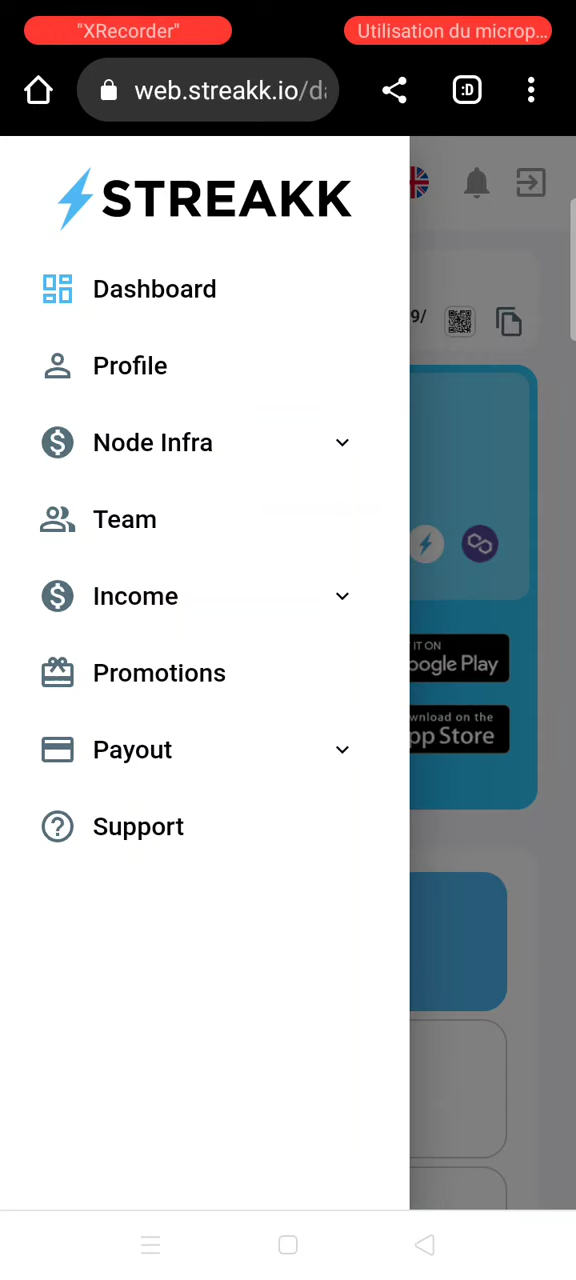 "XRecorder"
Utilisation du microp...
:D
web.streakk.io/da
STREAKK
Dashboard
Profile
9/
Node Infra
Team
Income
IT ON
oogle Play
Promotions
wnload on the
pp Store
Payout
Support